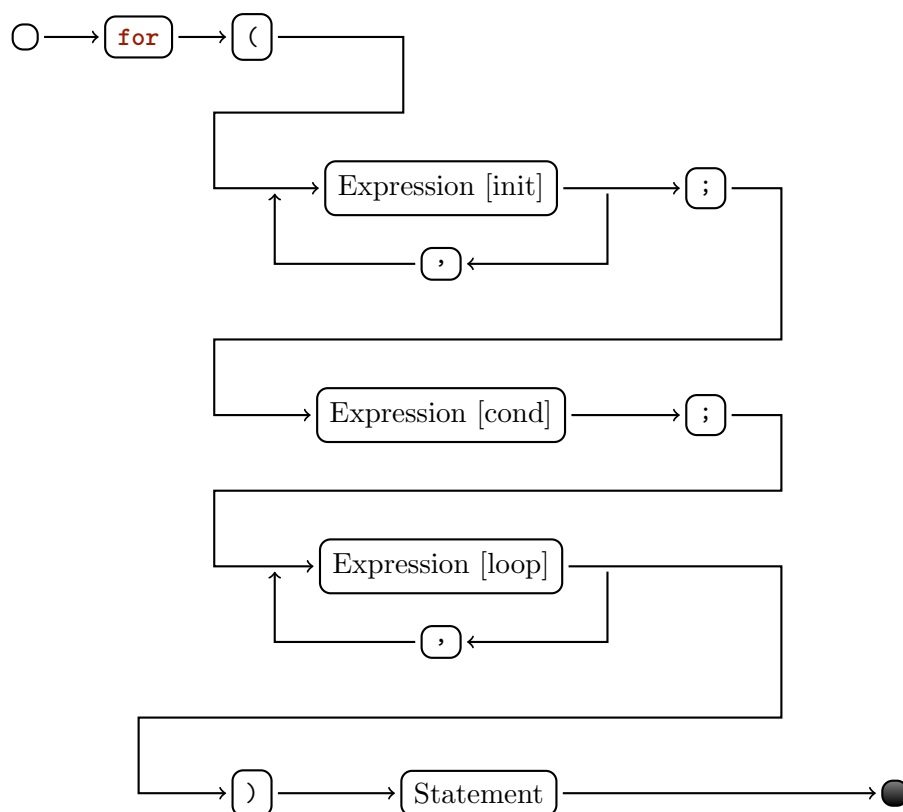 for (
Expression [init] ;
,
Expression [cond] ;
Expression [loop]
,
) Statement